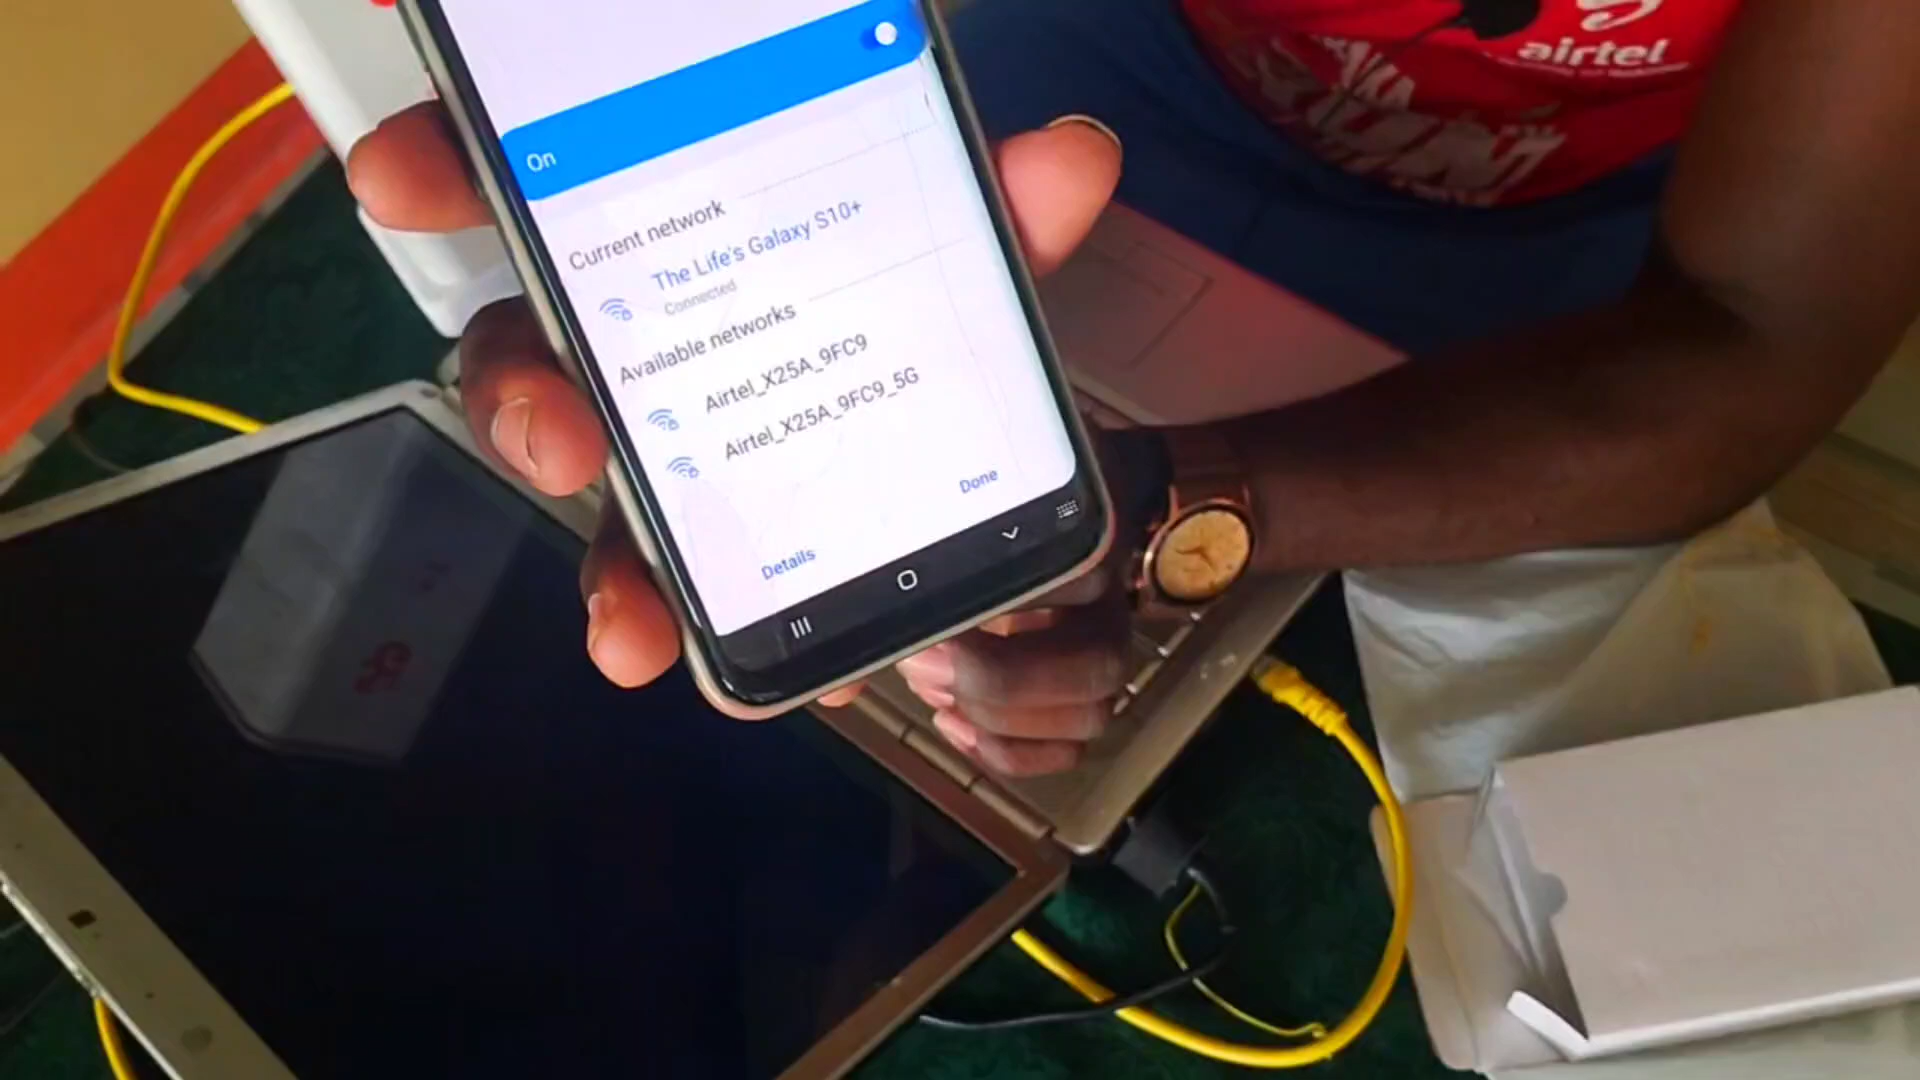 On
Current network
The Life's Galaxy S10+
Connected
Available networks
Airtel_X25A_9FC9
Airtel_X25A_9FC9_5G
Done
Details
airtel